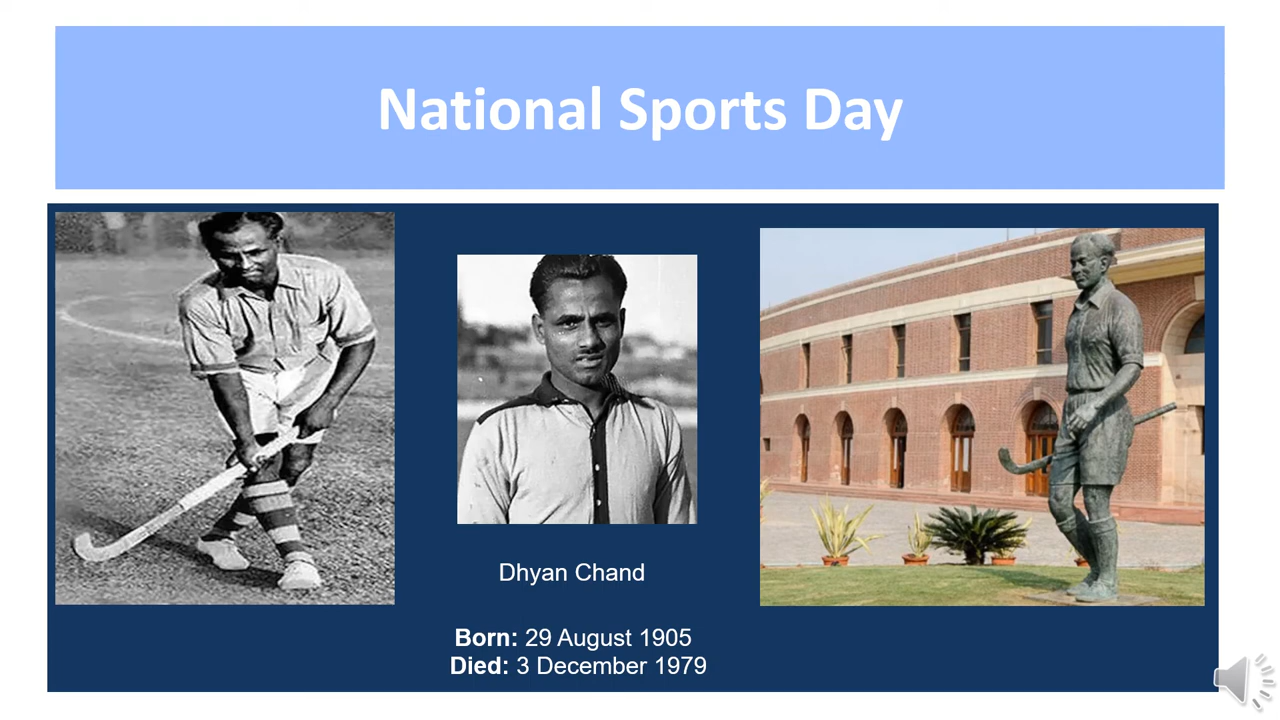 National Sports Day
Dhyan Chand
Born: 29 August 1905
Died: 3 December 1979